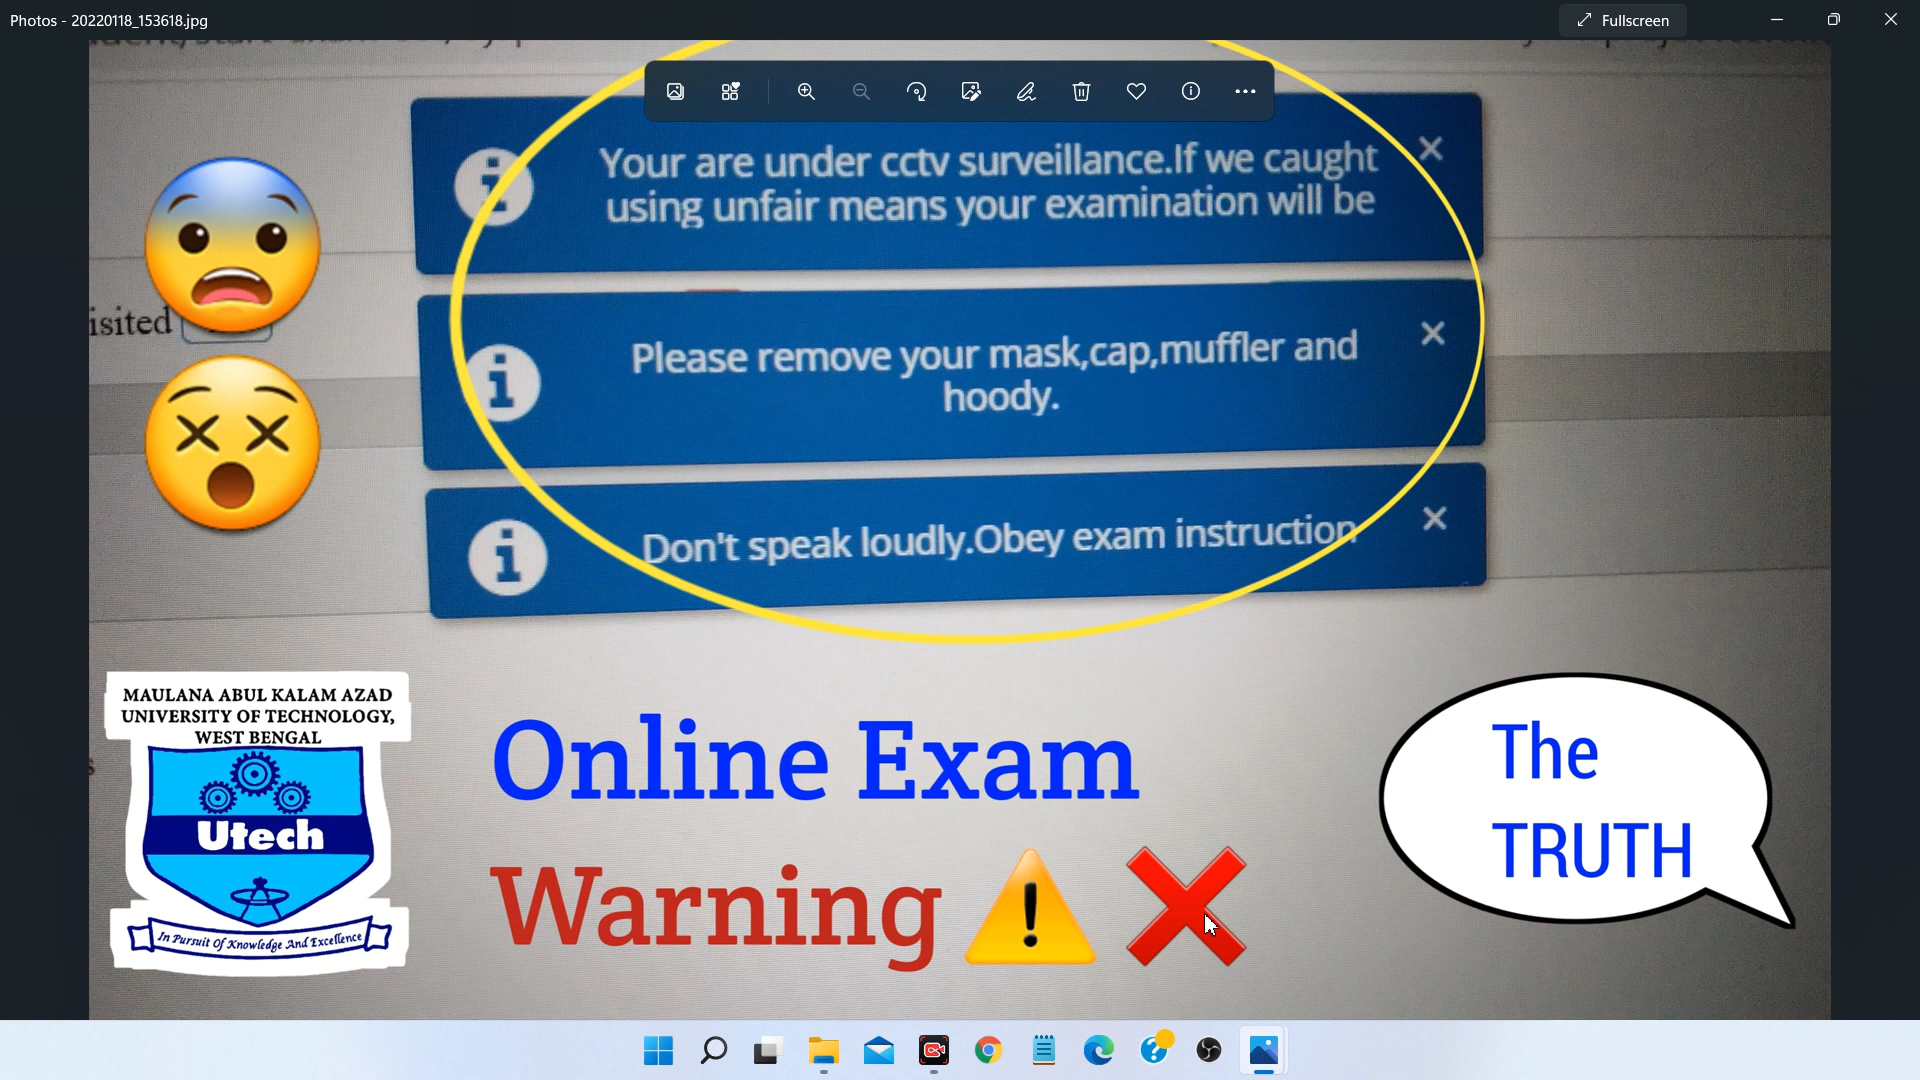 Photos - 20220118_153618.jpg
Fullscreen
Your are under cctv surveillance.If we caught
using unfair means your examination will be
isited
Please remove your mask,cap,muffler and
hoody.
Don't speak loudly.Obey exam instruction
MAULANA ABUL KALAM AZAD
UNIVERSITY OF TECHNOLOGY,
WEST BENGAL
Utech
In Pursuit Of Knowledge And Excellence
Online Exam
Warning
The
TRUTH